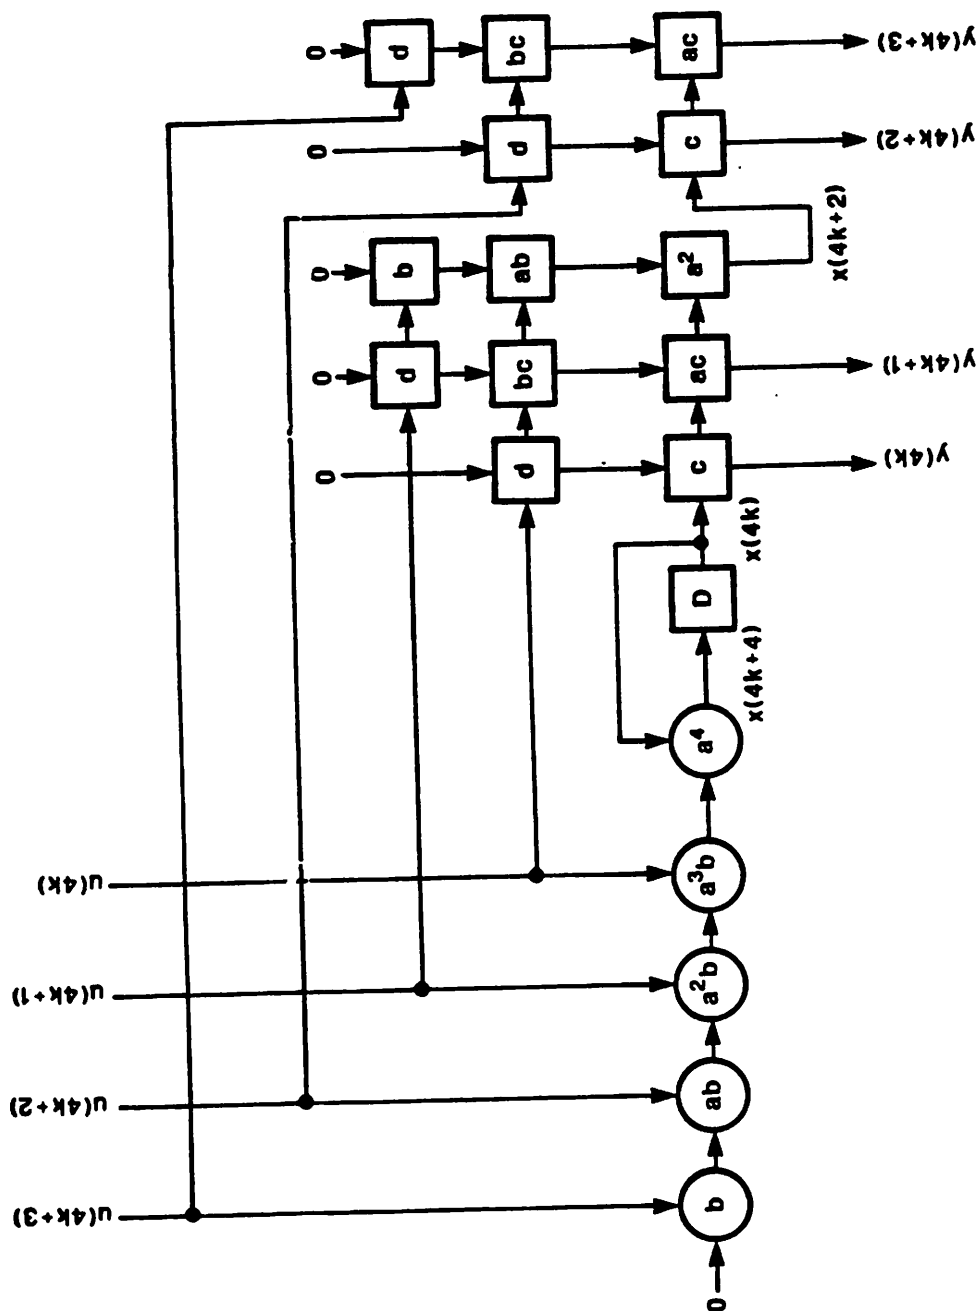 u(4k+3)
u(4k+2)
u(4k+1)
u(4k)
0
0
0
0
0
d
b
d
d
bc
ab
d
bc
0
b
ab
a²b
a³b
a⁴
D
c
ac
a²
c
ac
x(4k+4)
x(4k)
x(4k+2)
y(4k)
y(4k+1)
y(4k+2)
y(4k+3)